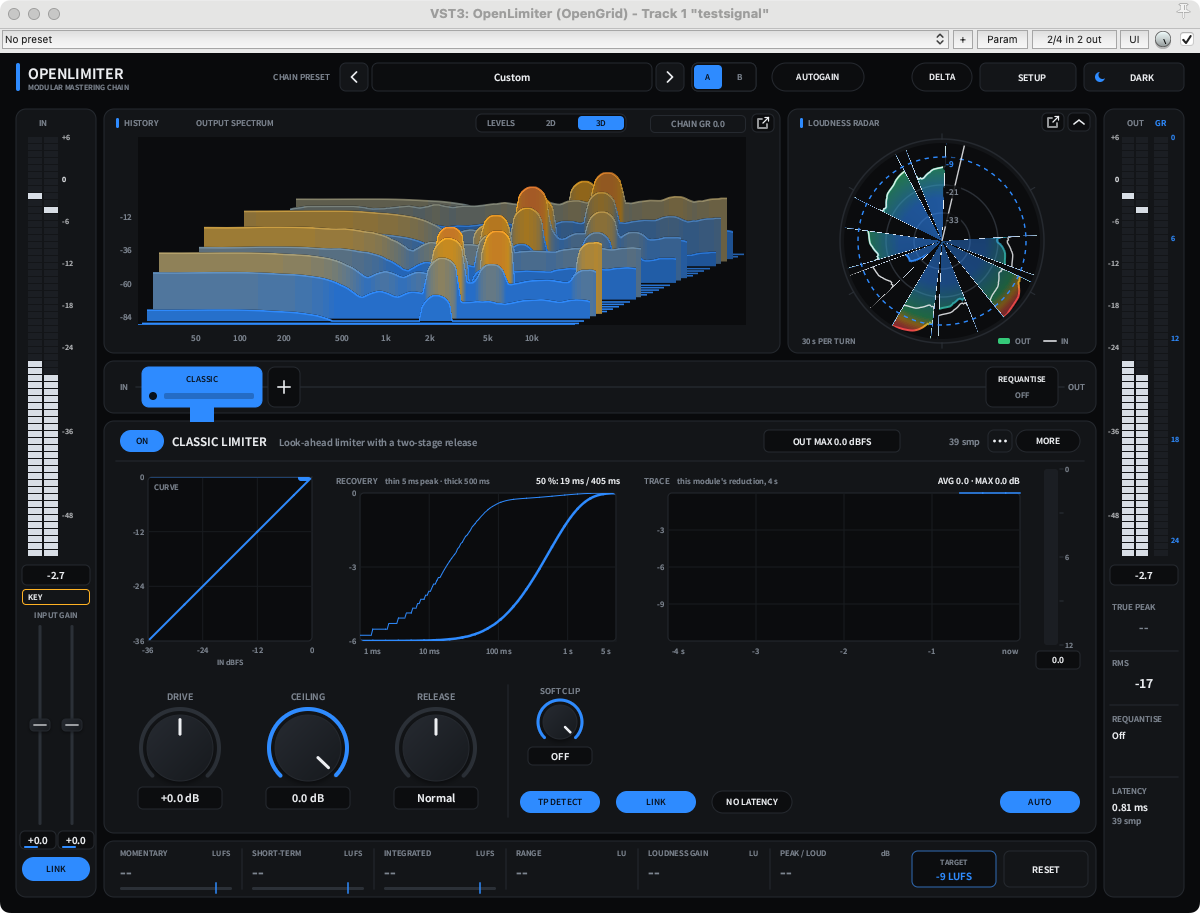 VST3: OpenLimiter (OpenGrid) - Track 1 "testsignal"
No preset
+ Param 2/4 in 2 out UI
OPENLIMITER
MODULAR MASTERING CHAIN
CHAIN PRESET Custom A B AUTOGAIN DELTA SETUP DARK
IN
+6
0
-6
-12
-18
-24
-36
-48
-2.7
KEY
INPUT GAIN
+0.0 +0.0
LINK
HISTORY OUTPUT SPECTRUM LEVELS 2D 3D CHAIN GR 0.0
-12
-36
-60
-84
50 100 200 500 1k 2k 5k 10k
LOUDNESS RADAR
-9
-21
-33
30 s PER TURN OUT IN
IN CLASSIC + REQUANTISE OFF OUT
ON CLASSIC LIMITER Look-ahead limiter with a two-stage release OUT MAX 0.0 dBFS 39 smp ••• MORE
CURVE
0
-12
-24
-36
-36 -24 -12 0
IN dBFS
RECOVERY thin 5 ms peak · thick 500 ms 50 %: 19 ms / 405 ms
0
-3
-6
1 ms 10 ms 100 ms 1 s 5 s
TRACE this module's reduction, 4 s AVG 0.0 · MAX 0.0 dB
-3
-6
-9
-4 s -3 -2 -1 now
0
6
12
0.0
DRIVE CEILING RELEASE SOFT CLIP
+0.0 dB 0.0 dB Normal OFF
TP DETECT LINK NO LATENCY AUTO
MOMENTARY LUFS SHORT-TERM LUFS INTEGRATED LUFS RANGE LU LOUDNESS GAIN LU PEAK / LOUD dB
-- -- -- -- -- --
TARGET
-9 LUFS
RESET
OUT GR
+6 0
0
-6 6
-12
-18 12
-24
-36 18
-48 24
-2.7
TRUE PEAK
--
RMS
-17
REQUANTISE
Off
LATENCY
0.81 ms
39 smp